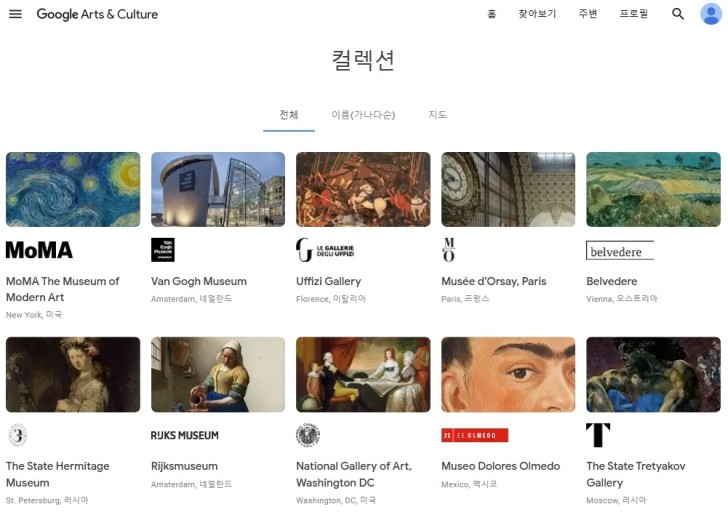 Google Arts & Culture
홈 찾아보기 주변 프로필
컬렉션
전체 이름(가나다순) 지도
MoMA
Van Gogh Museum
LE GALLERIE
DEGLI UFFIZI
M
O
belvedere
MoMA The Museum of
Modern Art
New York, 미국
Van Gogh Museum
Amsterdam, 네덜란드
Uffizi Gallery
Florence, 이탈리아
Musée d'Orsay, Paris
Paris, 프랑스
Belvedere
Vienna, 오스트리아
RIJKS MUSEUM
25 EL OLMEDO
T
The State Hermitage
Museum
St. Petersburg, 러시아
Rijksmuseum
Amsterdam, 네덜란드
National Gallery of Art,
Washington DC
Washington, DC, 미국
Museo Dolores Olmedo
Mexico, 멕시코
The State Tretyakov
Gallery
Moscow, 러시아